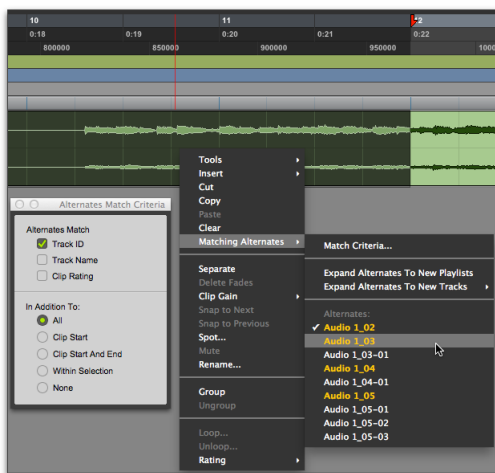 10 11 12
0:18 0:19 0:20 0:21 0:22
800000 850000 900000 950000
Alternates Match Criteria
Alternates Match
Track ID
Track Name
Clip Rating
In Addition To:
All
Clip Start
Clip Start And End
Within Selection
None
Tools
Insert
Cut
Copy
Paste
Clear
Matching Alternates
Separate
Delete Fades
Clip Gain
Snap to Next
Snap to Previous
Spot...
Mute
Rename...
Group
Ungroup
Loop...
Unloop...
Rating
Match Criteria...
Expand Alternates To New Playlists
Expand Alternates To New Tracks
Alternates:
Audio 1_02
Audio 1_03
Audio 1_03-01
Audio 1_04
Audio 1_04-01
Audio 1_05
Audio 1_05-01
Audio 1_05-02
Audio 1_05-03